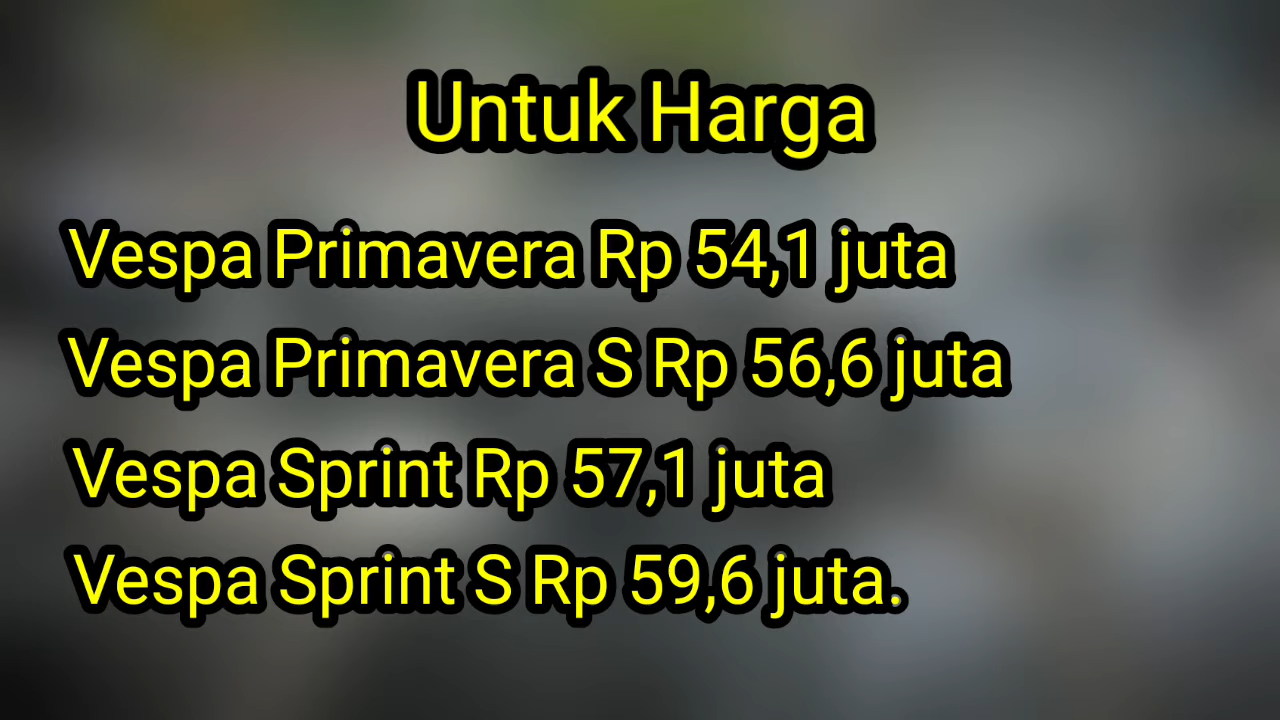 Untuk Harga
Vespa Primavera Rp 54,1 juta
Vespa Primavera S Rp 56,6 juta
Vespa Sprint Rp 57,1 juta
Vespa Sprint S Rp 59,6 juta.